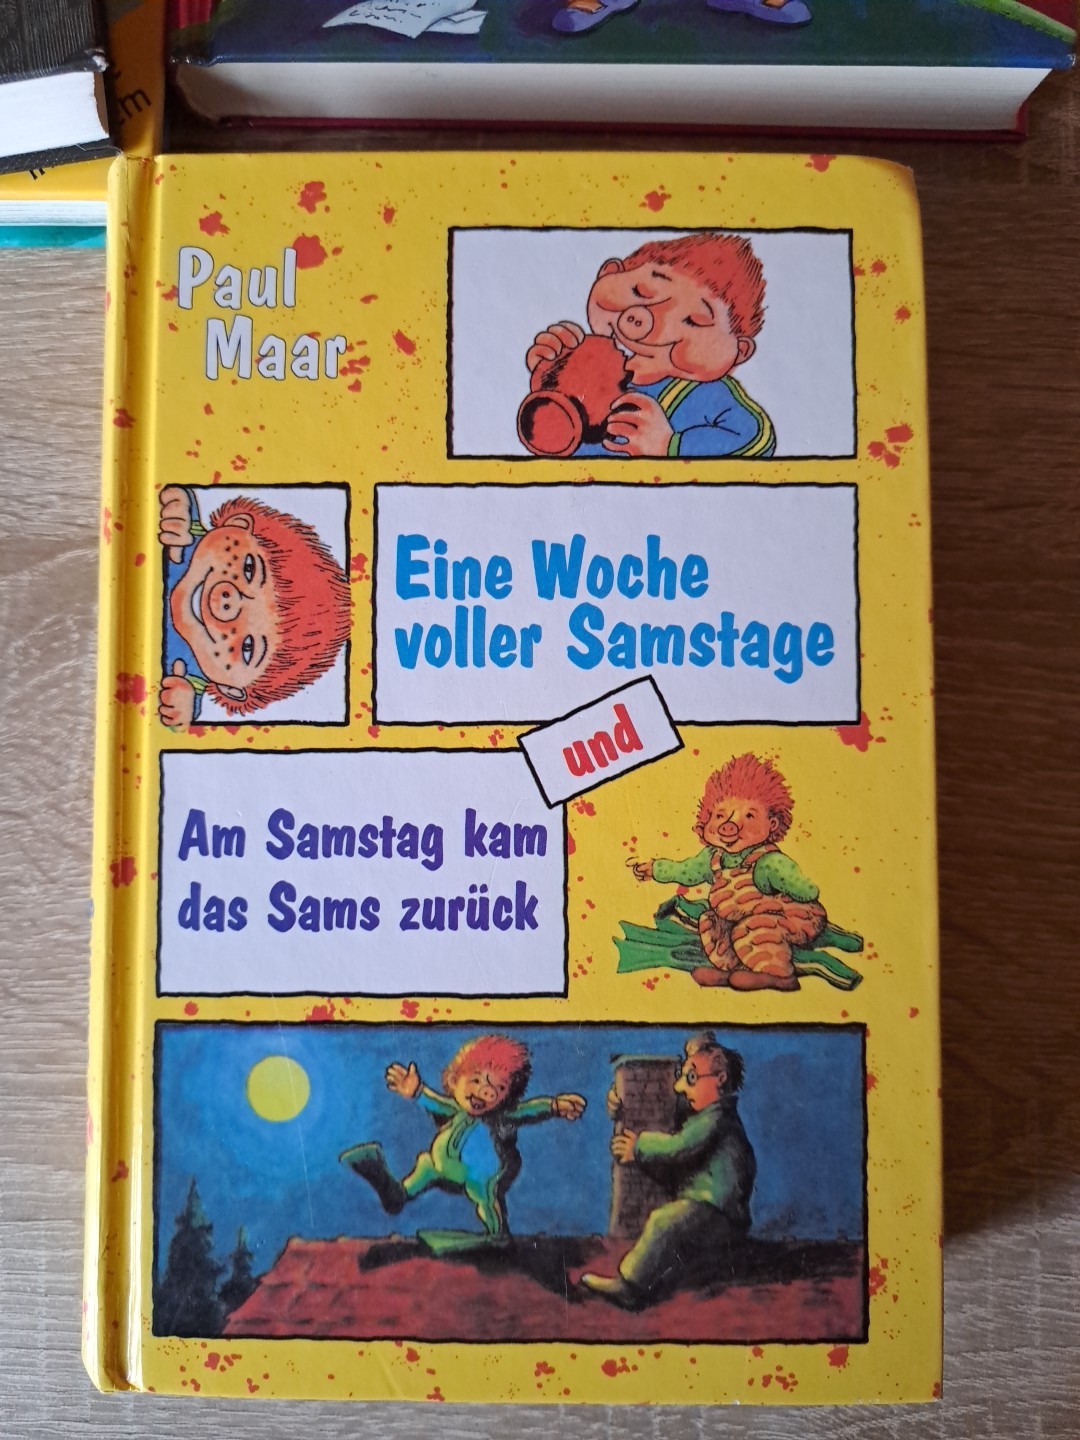 Paul
Maar
Eine Woche
voller Samstage
und
Am Samstag kam
das Sams zurück